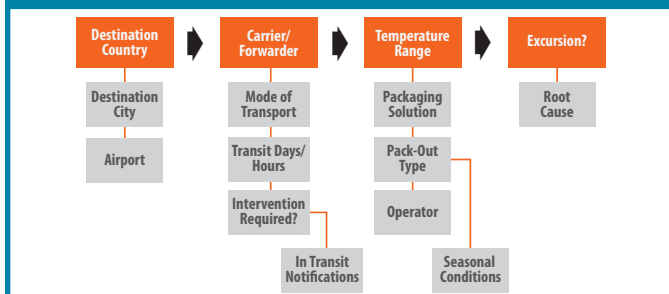 Destination
Country
Carrier/
Forwarder
Temperature
Range
Excursion?
Destination
City
Mode of
Transport
Packaging
Solution
Root
Cause
Airport
Transit Days/
Hours
Pack-Out
Type
Intervention
Required?
Operator
In Transit
Notifications
Seasonal
Conditions